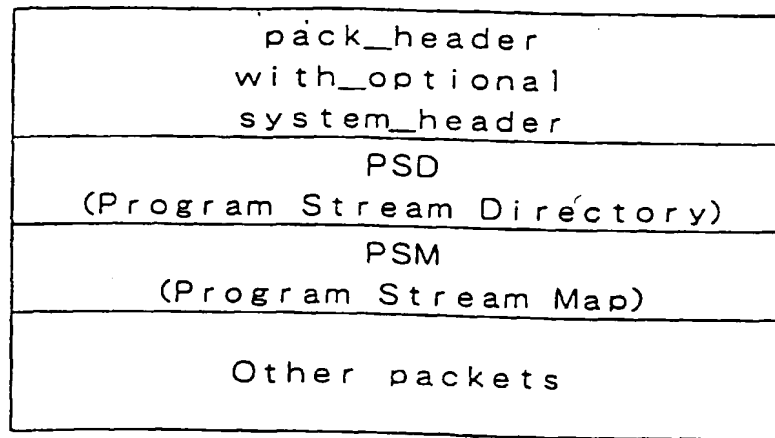 pack_header
with_optional
system_header
PSD
(Program Stream Directory)
PSM
(Program Stream Map)
Other packets